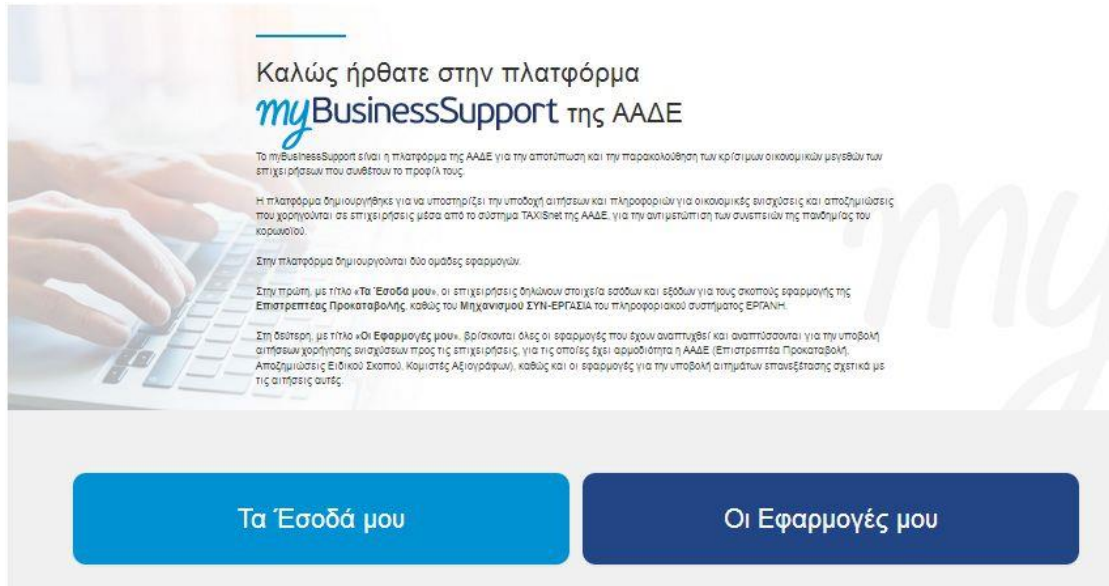 Καλώς ήρθατε στην πλατφόρμα
myBusinessSupport της ΑΑΔΕ
Το myBusinessSupport είναι η πλατφόρμα της ΑΑΔΕ για την αποτύπωση και την παρακολούθηση των κρίσιμων οικονομικών μεγεθών των
επιχειρήσεων που συνθέτουν το προφίλ τους.
Η πλατφόρμα δημιουργήθηκε για να υποστηρίζει την υποδοχή αιτήσεων και πληροφοριών για οικονομικές ενισχύσεις και αποζημιώσεις
που χορηγούνται σε επιχειρήσεις μέσα από το σύστημα TAXISnet της ΑΑΔΕ, για την αντιμετώπιση των συνεπειών της πανδημίας του
κορωνοϊού.
Στην πλατφόρμα δημιουργούνται δύο ομάδες εφαρμογών.
Στην πρώτη, με τίτλο «Τα Έσοδά μου», οι επιχειρήσεις δηλώνουν στοιχεία εσόδων και εξόδων για τους σκοπούς εφαρμογής της
Επιστρεπτέας Προκαταβολής, καθώς του Μηχανισμού ΣΥΝ-ΕΡΓΑΣΙΑ του πληροφοριακού συστήματος ΕΡΓΑΝΗ.
Στη δεύτερη, με τίτλο «Οι Εφαρμογές μου», βρίσκονται όλες οι εφαρμογές που έχουν αναπτυχθεί και αναπτύσσονται για την υποβολή
αιτήσεων χορήγησης ενισχύσεων προς τις επιχειρήσεις, για τις οποίες έχει αρμοδιότητα η ΑΑΔΕ (Επιστρεπτέα Προκαταβολή,
Αποζημιώσεις Ειδικού Σκοπού, Κομιστές Αξιογράφων), καθώς και οι εφαρμογές για την υποβολή αιτημάτων επανεξέτασης σχετικά με
τις αιτήσεις αυτές.
my
Τα Έσοδά μου
Οι Εφαρμογές μου